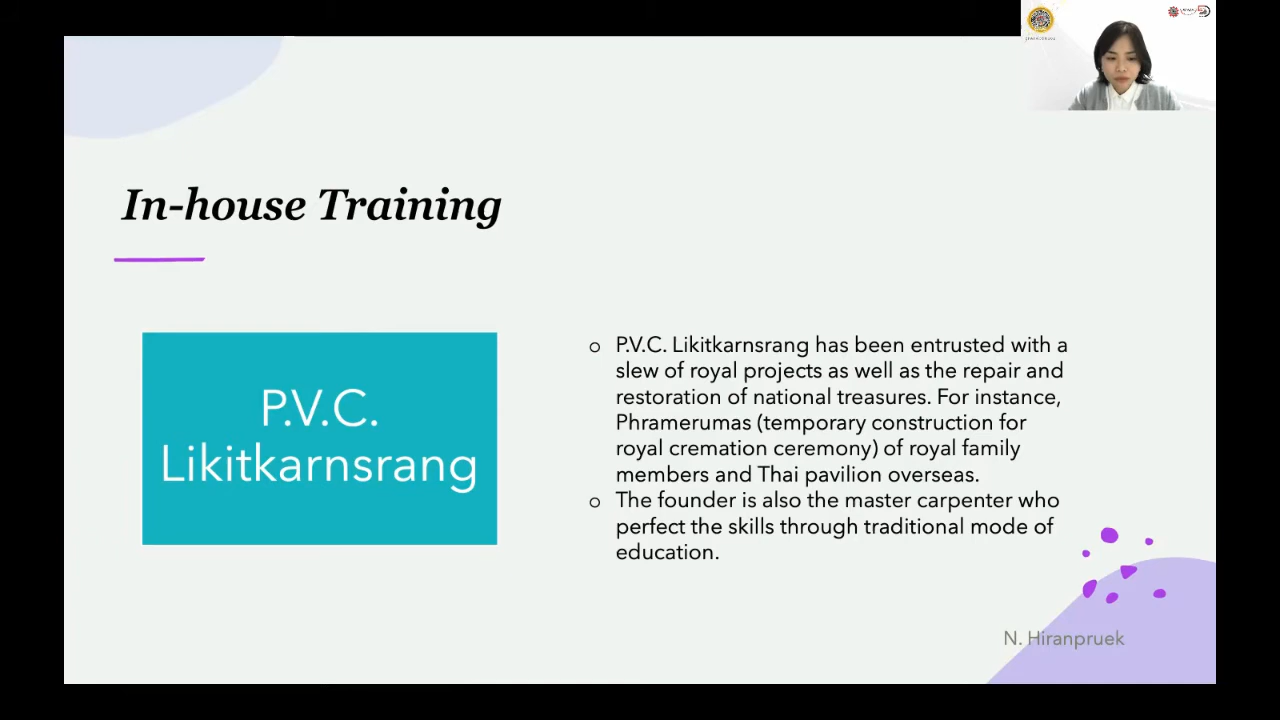 In-house Training
P.V.C.
Likitkarnsrang
o P.V.C. Likitkarnsrang has been entrusted with a
slew of royal projects as well as the repair and
restoration of national treasures. For instance,
Phramerumas (temporary construction for
royal cremation ceremony) of royal family
members and Thai pavilion overseas.
o The founder is also the master carpenter who
perfect the skills through traditional mode of
education.
N. Hiranpruek